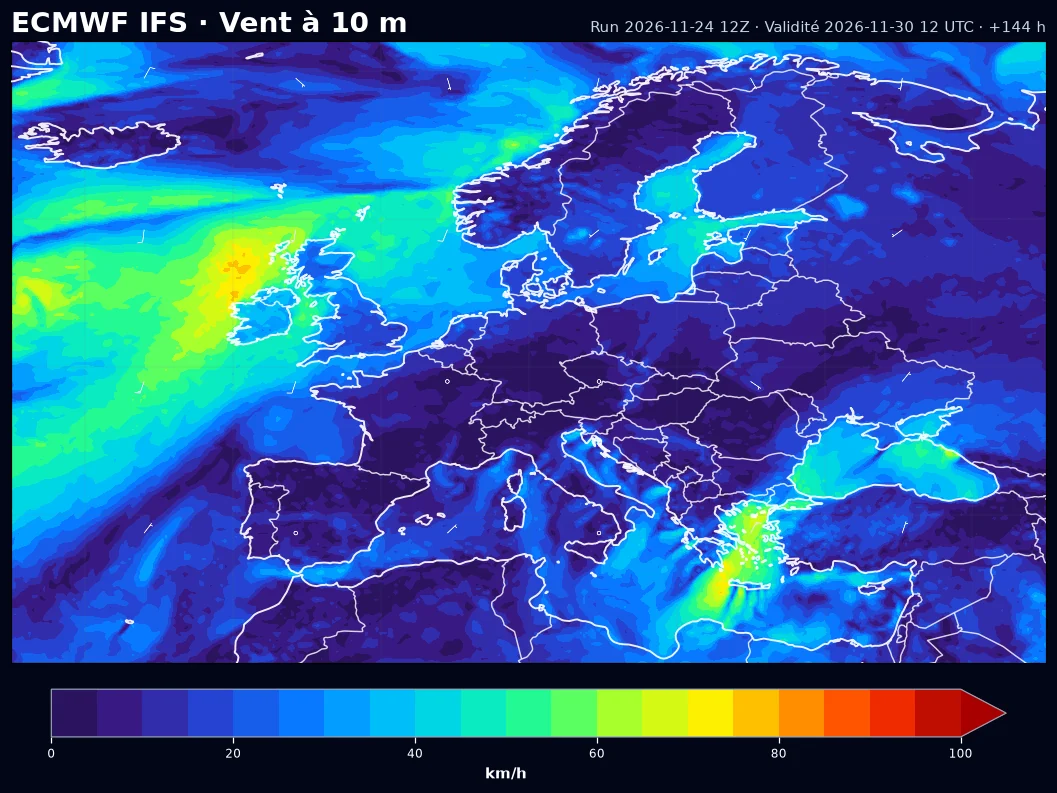 ECMWF IFS · Vent à 10 m
Run 2026-11-24 12Z · Validité 2026-11-30 12 UTC · +144 h
0 20 40 60 80 100
km/h